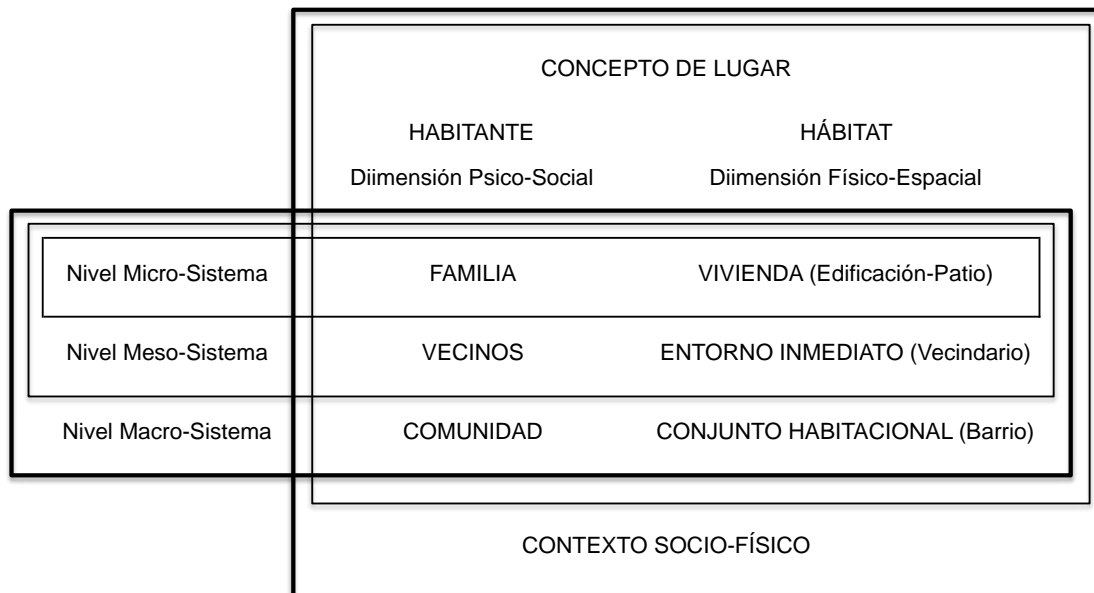 CONCEPTO DE LUGAR
HABITANTE HÁBITAT
Diimensión Psico-Social Diimensión Físico-Espacial
Nivel Micro-Sistema FAMILIA VIVIENDA (Edificación-Patio)
Nivel Meso-Sistema VECINOS ENTORNO INMEDIATO (Vecindario)
Nivel Macro-Sistema COMUNIDAD CONJUNTO HABITACIONAL (Barrio)
CONTEXTO SOCIO-FÍSICO